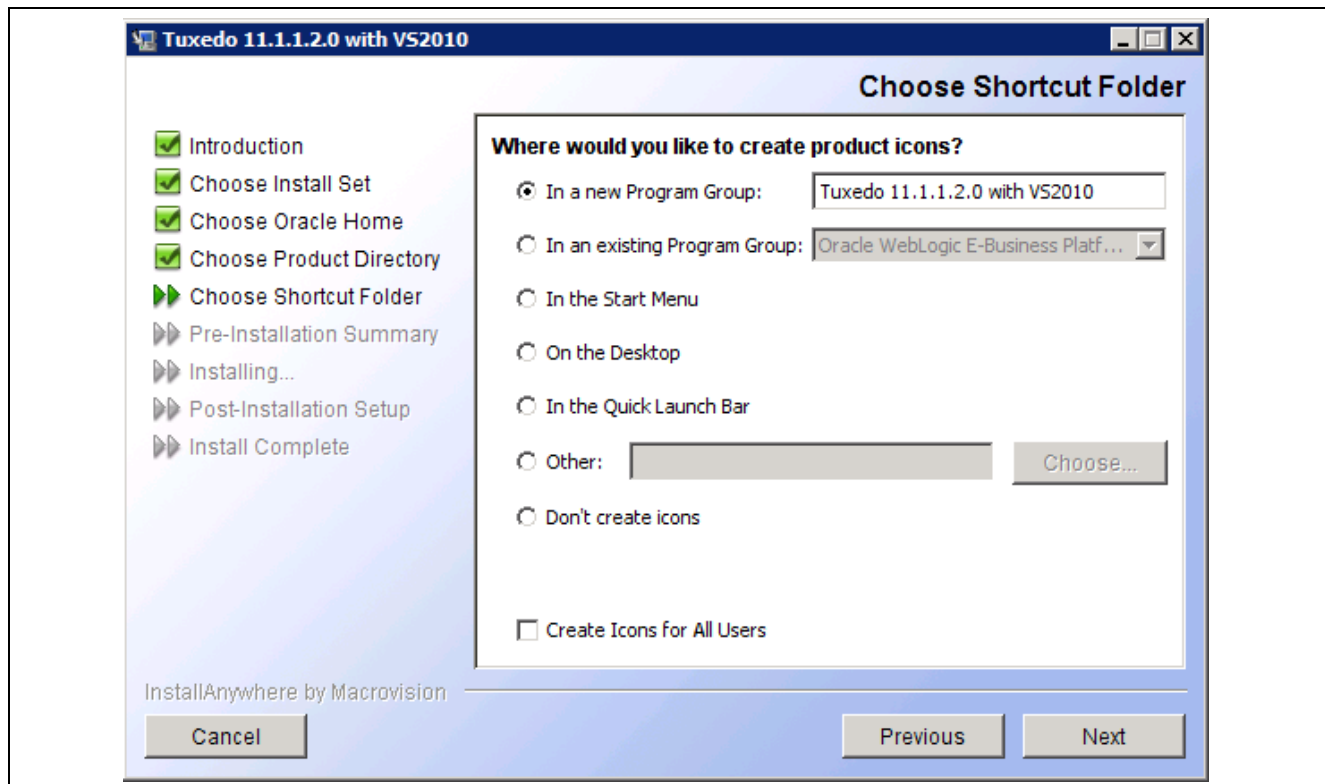 Tuxedo 11.1.1.2.0 with VS2010
Choose Shortcut Folder
Introduction
Choose Install Set
Choose Oracle Home
Choose Product Directory
Choose Shortcut Folder
Pre-Installation Summary
Installing...
Post-Installation Setup
Install Complete
Where would you like to create product icons?
In a new Program Group: Tuxedo 11.1.1.2.0 with VS2010
In an existing Program Group: Oracle WebLogic E-Business Platf...
In the Start Menu
On the Desktop
In the Quick Launch Bar
Other: Choose...
Don't create icons
Create Icons for All Users
InstallAnywhere by Macrovision
Cancel Previous Next